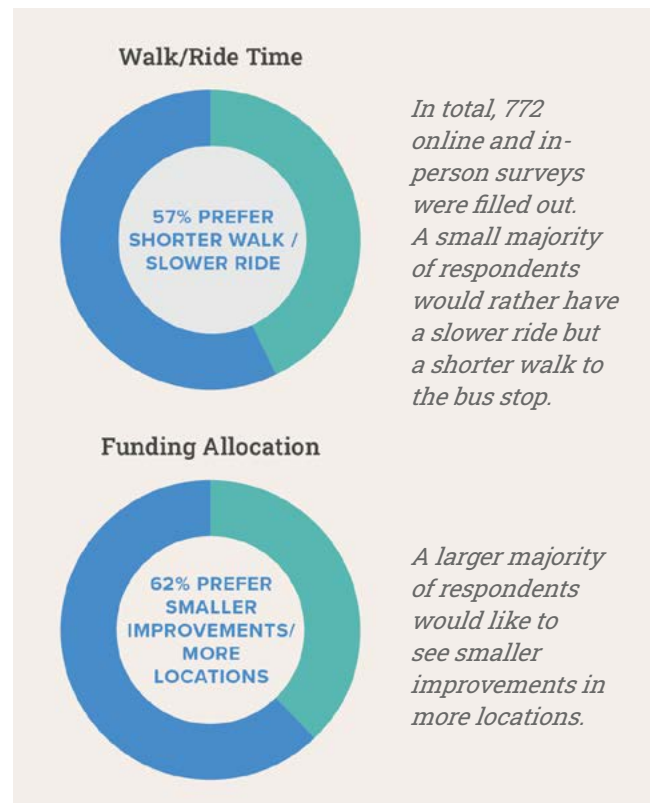 Walk/Ride Time
57% PREFER
SHORTER WALK /
SLOWER RIDE
In total, 772
online and in-
person surveys
were filled out.
A small majority
of respondents
would rather have
a slower ride but
a shorter walk to
the bus stop.
Funding Allocation
62% PREFER
SMALLER
IMPROVEMENTS/
MORE
LOCATIONS
A larger majority
of respondents
would like to
see smaller
improvements in
more locations.